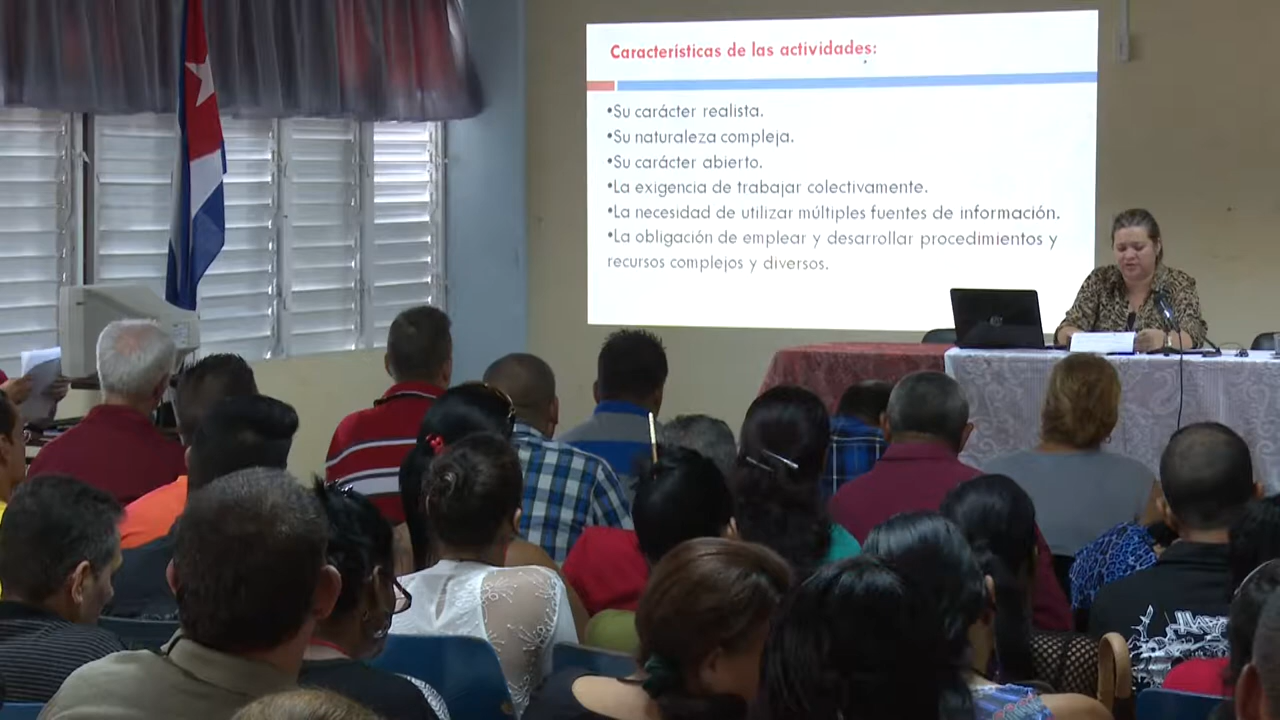 Características de las actividades:
•Su carácter realista.
•Su naturaleza compleja.
•Su carácter abierto.
•La exigencia de trabajar colectivamente.
•La necesidad de utilizar múltiples fuentes de información.
•La obligación de emplear y desarrollar procedimientos y
recursos complejos y diversos.